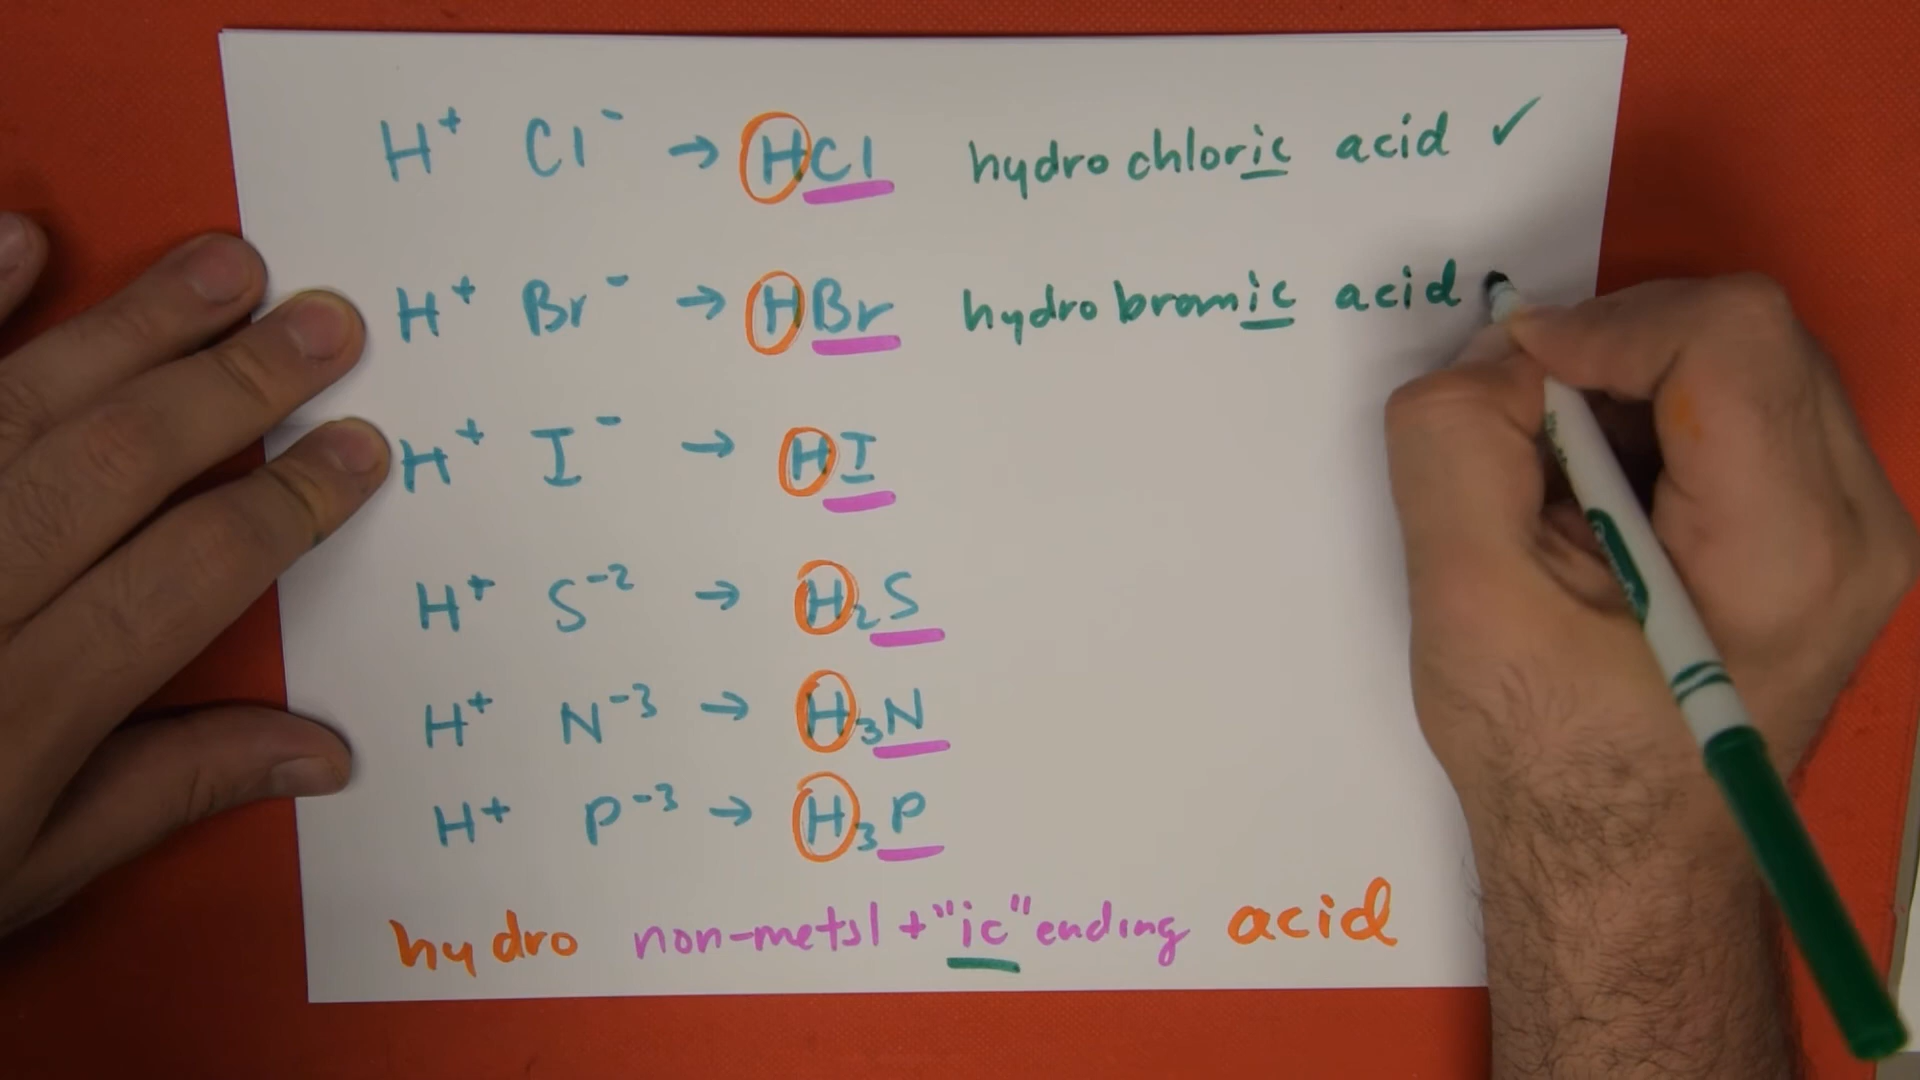 H⁺ Cl⁻ → HCl hydrochloric acid ✓
H⁺ Br⁻ → HBr hydrobromic acid
H⁺ I⁻ → HI
H⁺ S⁻² → H₂S
H⁺ N⁻³ → H₃N
H⁺ P⁻³ → H₃P
hydro non-metal + "ic" ending acid